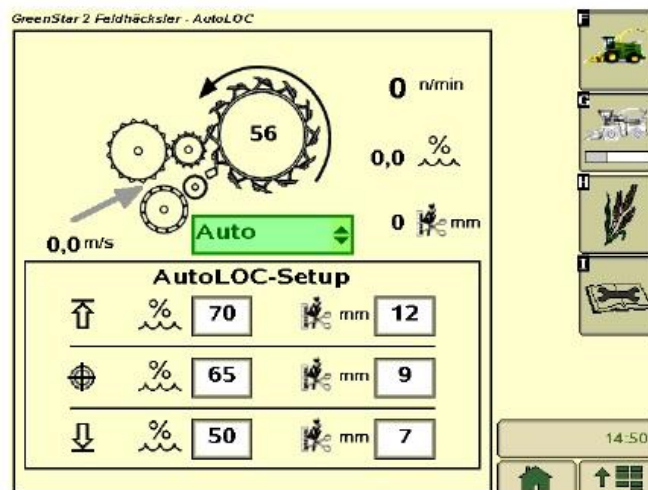 GreenStar 2 Feldhäcksler - AutoLOC
F
0 n/min
56
G
0,0 %
H
0,0 m/s
Auto
0 mm
AutoLOC-Setup
I
% 70 mm 12
% 65 mm 9
% 50 mm 7
14:50